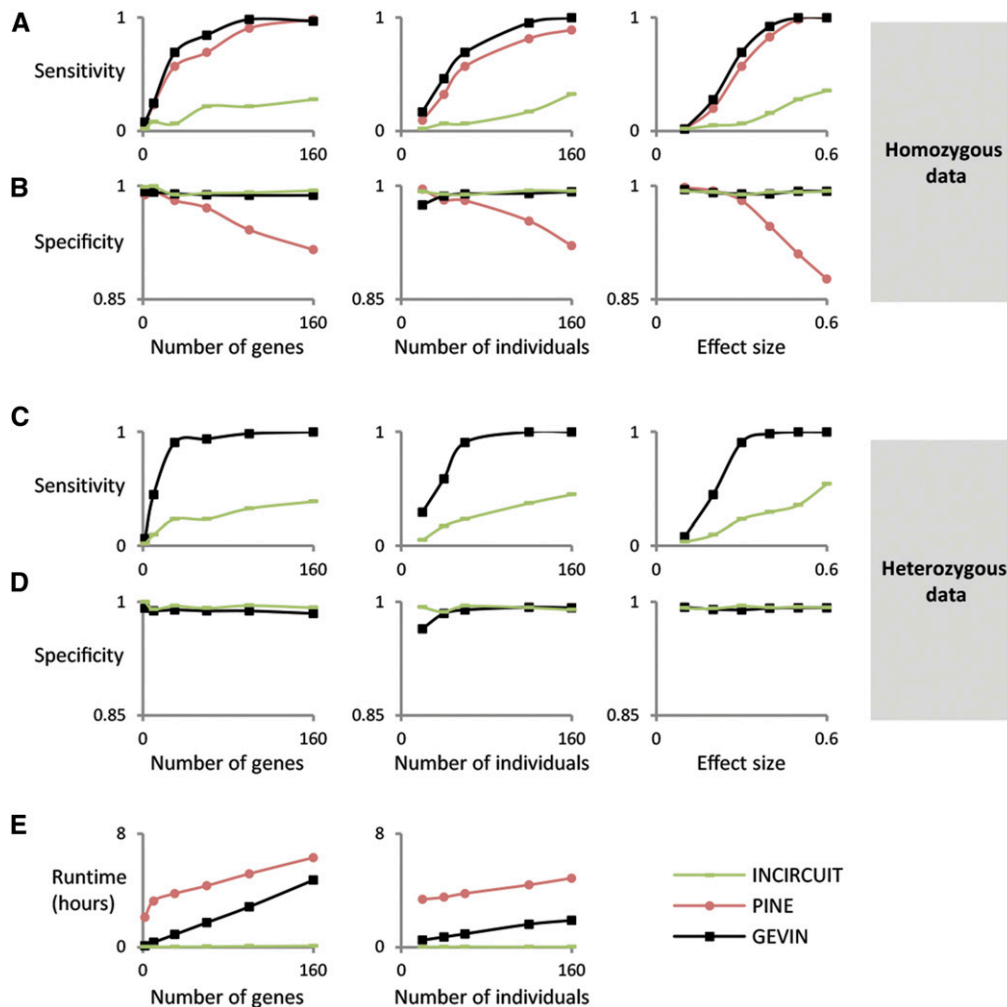 A
1
1
1
Sensitivity
0
0
0
0
160
0
160
0
0.6
B
1
1
1
Specificity
0.85
0.85
0.85
0
160
0
160
0
0.6
Number of genes
Number of individuals
Effect size
Homozygous
data
C
1
1
1
Sensitivity
0
0
0
0
160
0
160
0
0.6
D
1
1
1
Specificity
0.85
0.85
0.85
0
160
0
160
0
0.6
Number of genes
Number of individuals
Effect size
Heterozygous
data
E
8
8
Runtime
(hours)
0
0
0
160
0
160
Number of genes
Number of individuals
INCIRCUIT
PINE
GEVIN